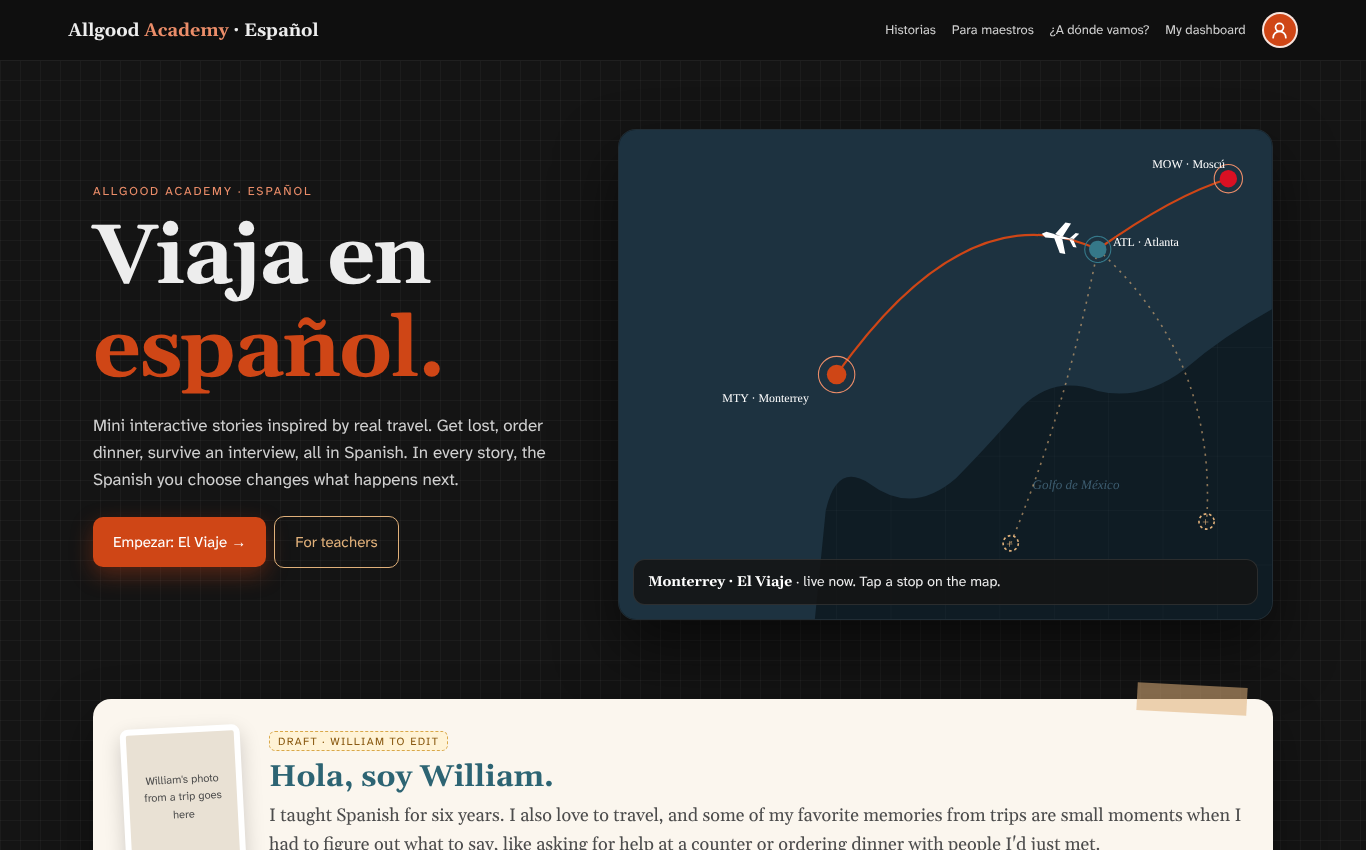 Allgood Academy · Español
Historias
Para maestros
¿A dónde vamos?
My dashboard
ALLGOOD ACADEMY · ESPAÑOL
Viaja en
español.
Mini interactive stories inspired by real travel. Get lost, order
dinner, survive an interview, all in Spanish. In every story, the
Spanish you choose changes what happens next.
Empezar: El Viaje →
For teachers
MOW · Moscú
ATL · Atlanta
MTY · Monterrey
Golfo de México
+
+
Monterrey · El Viaje · live now. Tap a stop on the map.
William's photo
from a trip goes
here
DRAFT · WILLIAM TO EDIT
Hola, soy William.
I taught Spanish for six years. I also love to travel, and some of my favorite memories from trips are small moments when I
had to figure out what to say, like asking for help at a counter or ordering dinner with people I'd just met.